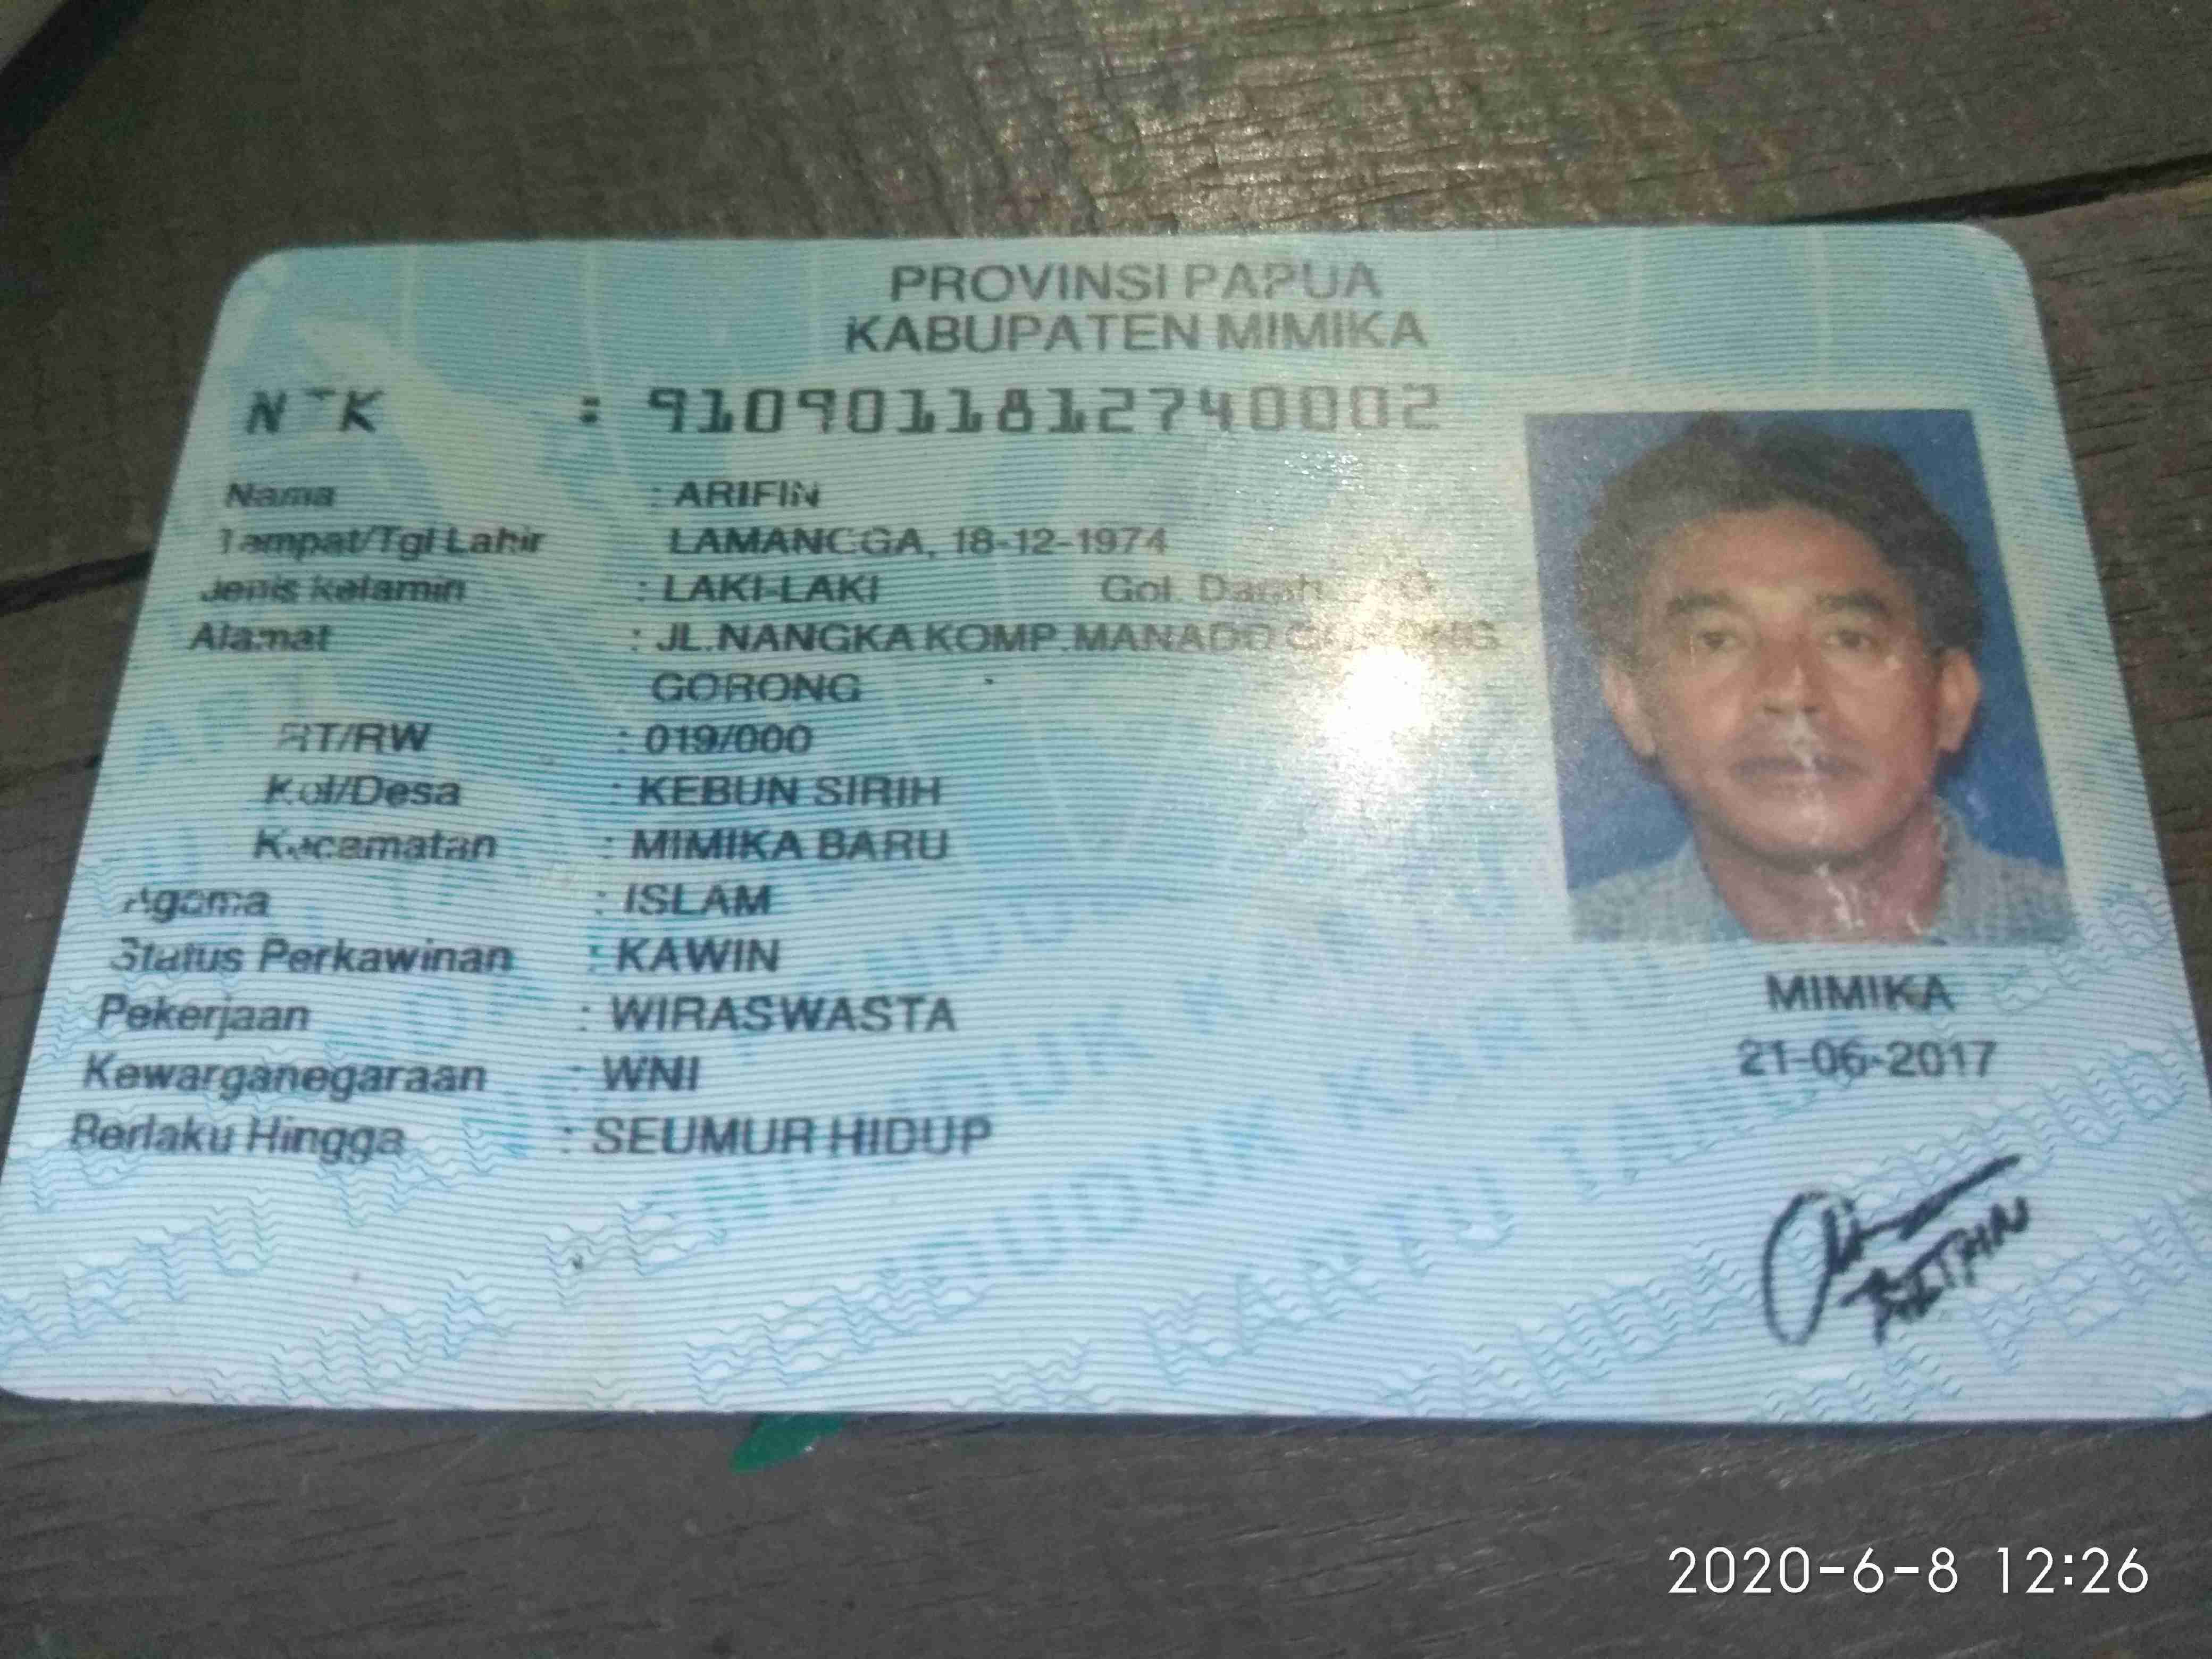 PROVINSI PAPUA
KABUPATEN MIMIKA
NIK : 9109011812740002
Nama : ARIFIN
Tempat/Tgl Lahir LAMANGGA, 18-12-1974
Jenis kelamin : LAKI-LAKI Gol. Darah O
Alamat : JL.NANGKA KOMP.MANADO GORONG
GORONG
RT/RW : 019/000
Kel/Desa : KEBUN SIRIH
Kecamatan : MIMIKA BARU
Agama : ISLAM
Status Perkawinan : KAWIN
Pekerjaan : WIRASWASTA
Kewarganegaraan : WNI
Berlaku Hingga : SEUMUR HIDUP
MIMIKA
21-06-2017
2020-6-8 12:26